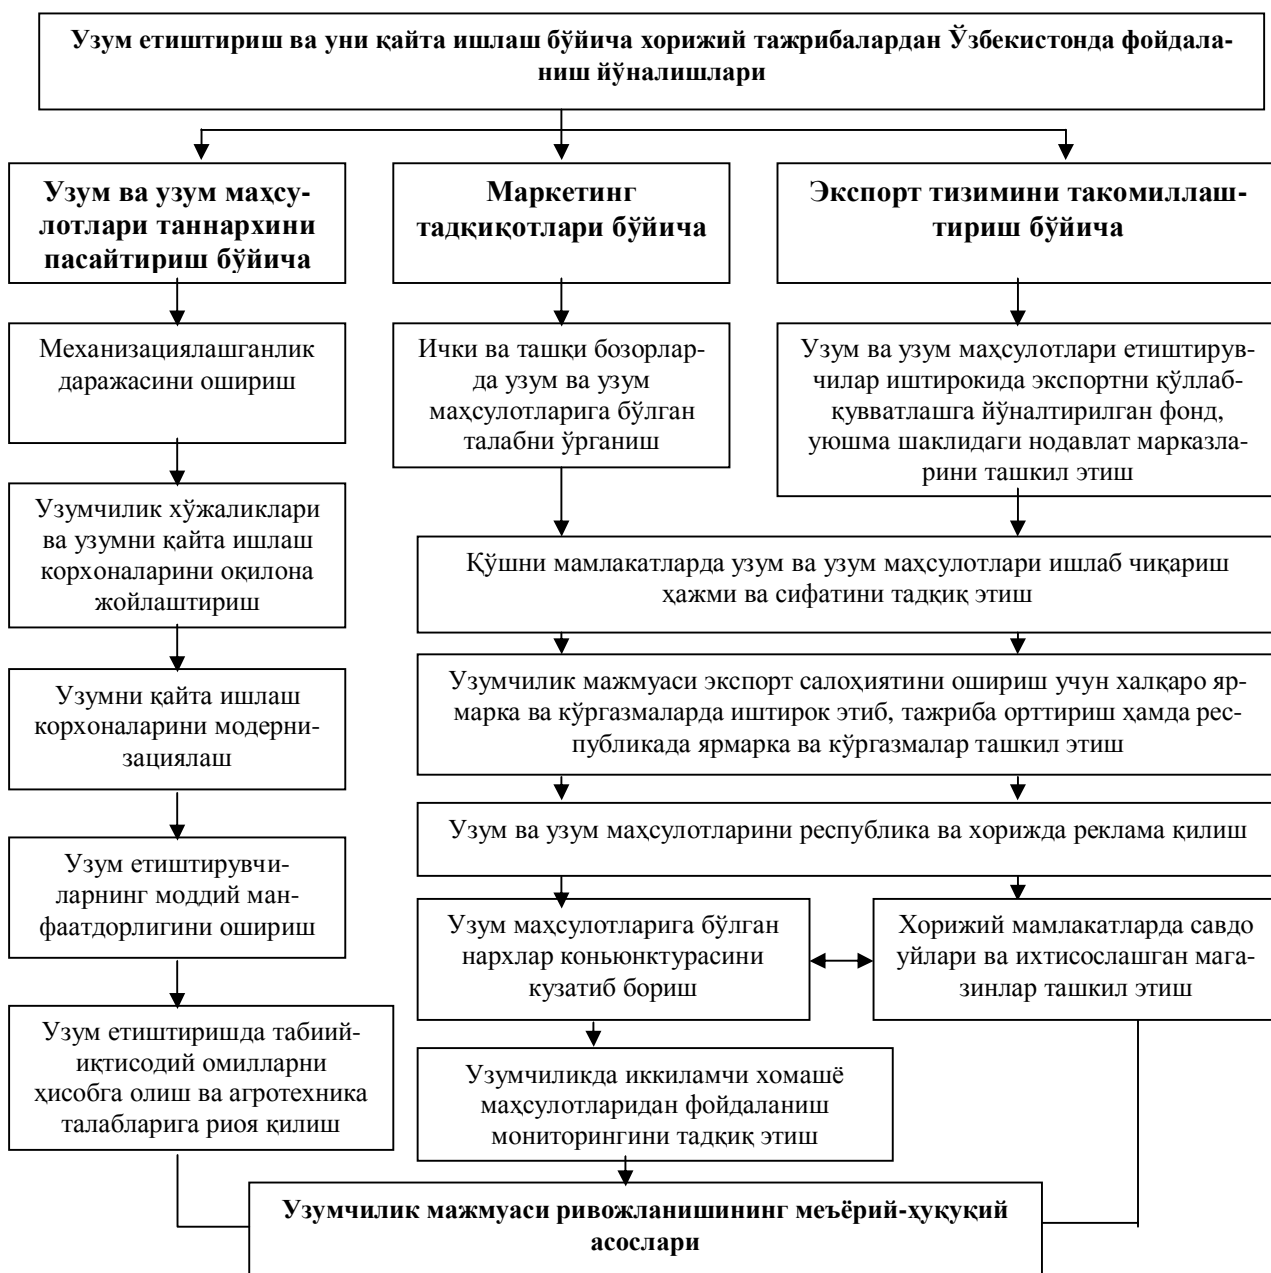 Узум етиштириш ва уни қайта ишлаш бўйича хорижий тажрибалардан Ўзбекистонда фойдала-
ниш йўналишлари
Узум ва узум маҳсу-
лотлари таннархини
пасайтириш бўйича
Маркетинг
тадқиқотлари бўйича
Экспорт тизимини такомиллаш-
тириш бўйича
Механизациялашганлик
даражасини ошириш
Ички ва ташқи бозорлар-
да узум ва узум
маҳсулотларига бўлган
талабни ўрганиш
Узум ва узум маҳсулотлари етиштирув-
чилар иштирокида экспортни қўллаб-
қувватлашга йўналтирилган фонд,
уюшма шаклидаги нодавлат марказла-
рини ташкил этиш
Узумчилик хўжаликлари
ва узумни қайта ишлаш
корхоналарини оқилона
жойлаштириш
Қўшни мамлакатларда узум ва узум маҳсулотлари ишлаб чиқариш
ҳажми ва сифатини тадқиқ этиш
Узумни қайта ишлаш
корхоналарини модерни-
зациялаш
Узумчилик мажмуаси экспорт салоҳиятини ошириш учун халқаро яр-
марка ва кўргазмаларда иштирок этиб, тажриба орттириш ҳамда рес-
публикада ярмарка ва кўргазмалар ташкил этиш
Узум ва узум маҳсулотларини республика ва хорижда реклама қилиш
Узум етиштирувчи-
ларнинг моддий ман-
фаатдорлигини ошириш
Узум маҳсулотларига бўлган
нархлар коньюнктурасини
кузатиб бориш
Хорижий мамлакатларда савдо
уйлари ва ихтисослашган мага-
зинлар ташкил этиш
Узум етиштиришда табиий-
иқтисодий омилларни
ҳисобга олиш ва агротехника
талабларига риоя қилиш
Узумчиликда иккиламчи хомашё
маҳсулотларидан фойдаланиш
мониторингини тадқиқ этиш
Узумчилик мажмуаси ривожланишининг меъёрий-ҳуқуқий
асослари